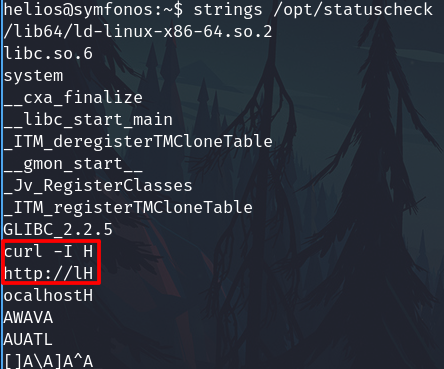 helios@symfonos:~$ strings /opt/statuscheck
/lib64/ld-linux-x86-64.so.2
libc.so.6
system
__cxa_finalize
__libc_start_main
_ITM_deregisterTMCloneTable
__gmon_start__
_Jv_RegisterClasses
_ITM_registerTMCloneTable
GLIBC_2.2.5
curl -I H
http://lH
ocalhostH
AWAVA
AUATL
[]A\A]A^A